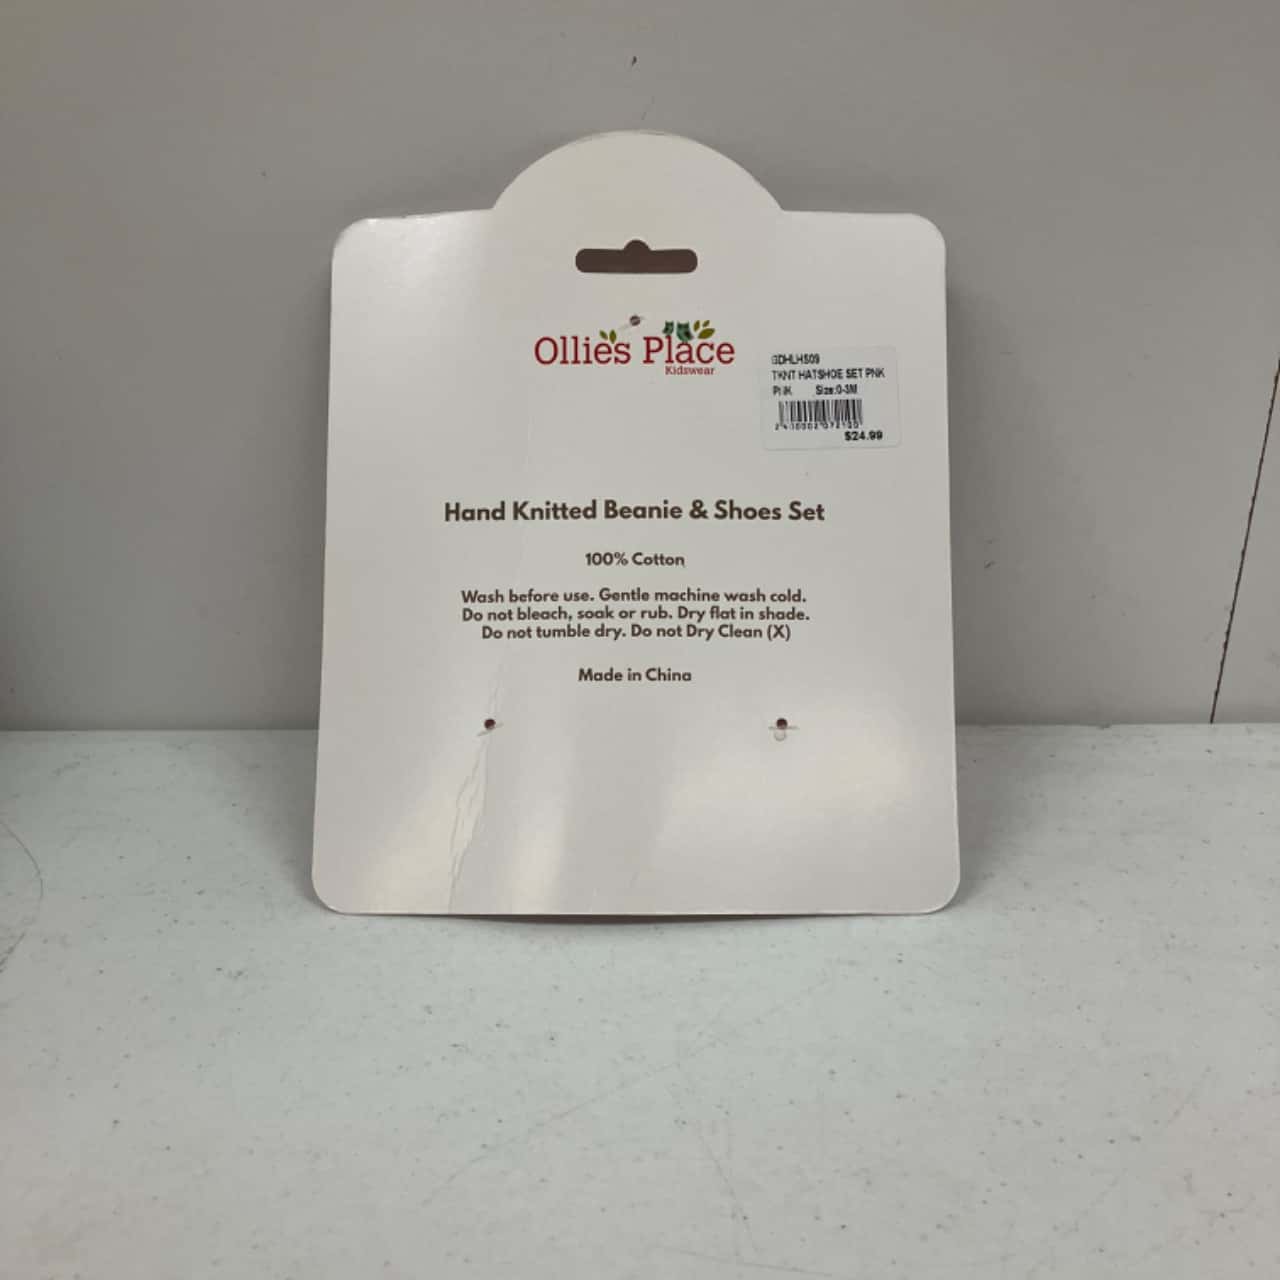 Ollie's Place
Kidswear
GDHLHS09
TKNT HATSHOE SET PNK
PNK Size:0-3M
$24.99
Hand Knitted Beanie & Shoes Set
100% Cotton
Wash before use. Gentle machine wash cold.
Do not bleach, soak or rub. Dry flat in shade.
Do not tumble dry. Do not Dry Clean (X)
Made in China